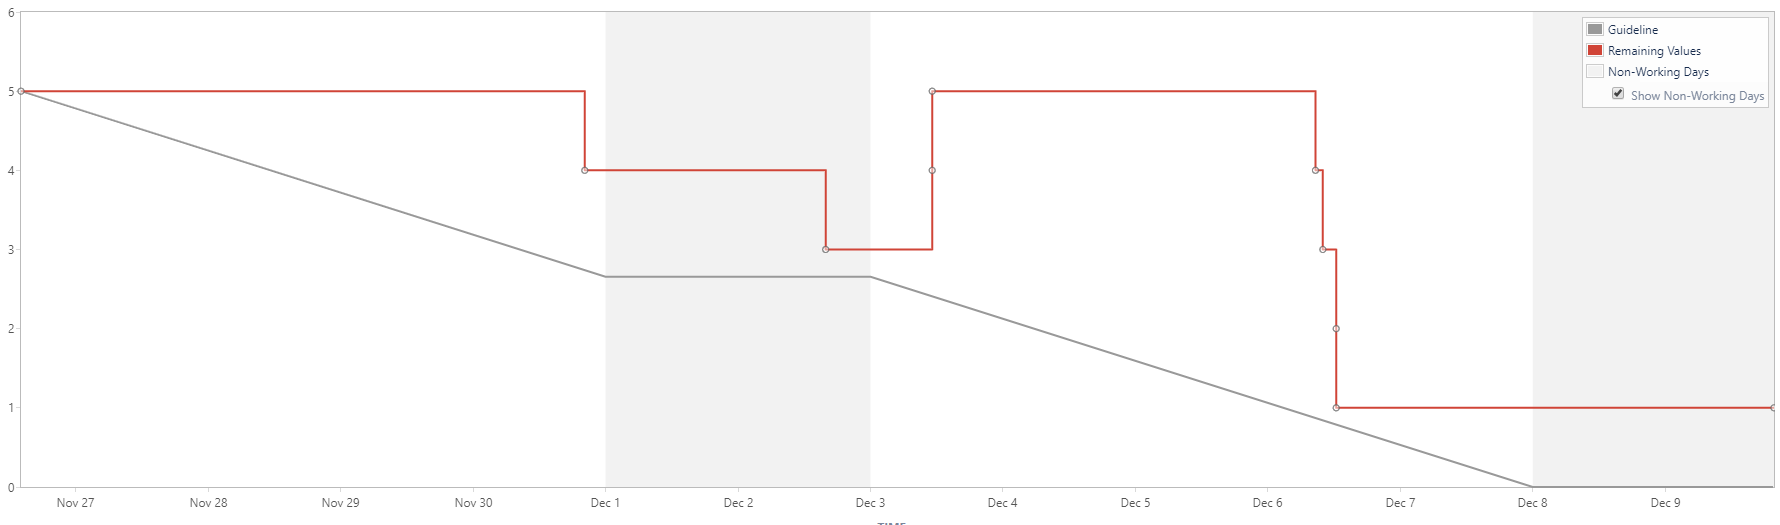 6
5
4
3
2
1
0
Guideline
Remaining Values
Non-Working Days
Show Non-Working Days
Nov 27 Nov 28 Nov 29 Nov 30 Dec 1 Dec 2 Dec 3 Dec 4 Dec 5 Dec 6 Dec 7 Dec 8 Dec 9
TIME